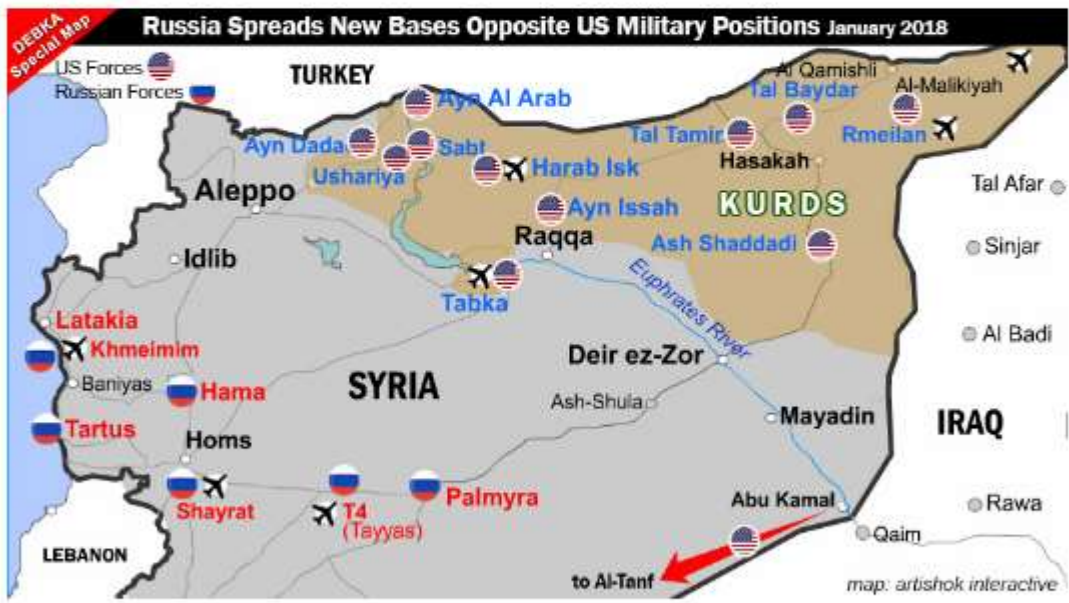 DEBKA
Special Map
Russia Spreads New Bases Opposite US Military Positions January 2018
US Forces
Russian Forces
TURKEY
Ayn Al Arab
Al Qamishli
Tal Baydar
Al-Malikiyah
Ayn Dada
Sabt
Tal Tamir
Rmeilan
Ushariya
Harab Isk
Hasakah
Aleppo
Ayn Issah
KURDS
Tal Afar
Raqqa
Ash Shaddadi
Sinjar
Idlib
Tabka
Euphrates River
Latakia
Khmeimim
Al Badi
Deir ez-Zor
Baniyas
Hama
SYRIA
Ash-Shula
Mayadin
IRAQ
Tartus
Homs
Shayrat
T4
(Tayyas)
Palmyra
Abu Kamal
Rawa
Qaim
LEBANON
to Al-Tanf
map: artishok interactive